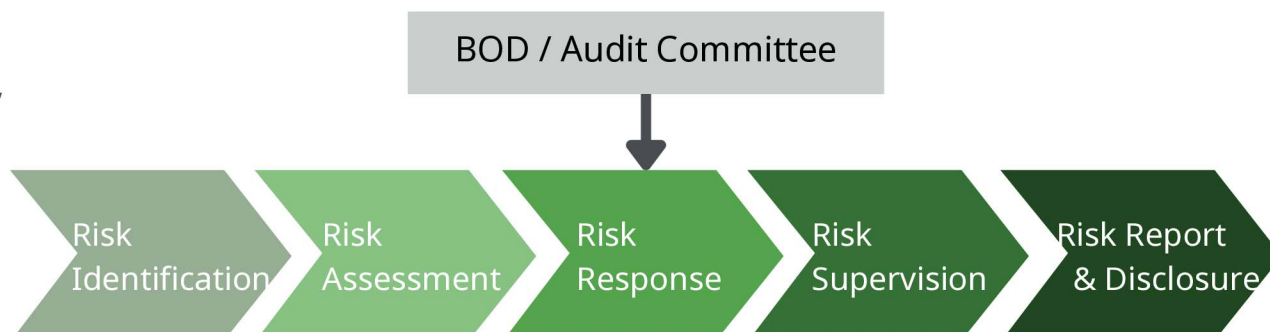 BOD / Audit Committee
Risk
Identification
Risk
Assessment
Risk
Response
Risk
Supervision
Risk Report
& Disclosure